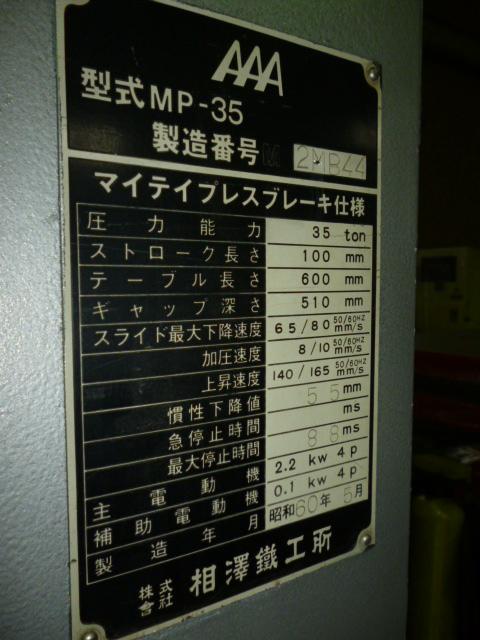 AAA
型式 MP-35
製造番号 M 2MB44
マイテイプレスブレーキ仕様
圧力能力 35 ton
ストローク長さ 100 mm
テーブル長さ 600 mm
ギャップ深さ 510 mm
スライド最大下降速度 65/80 50/60HZ mm/s
加圧速度 8/10 50/60HZ mm/s
上昇速度 140/165 50/60HZ mm/s
慣性下降値 55 mm
急停止時間 ms
最大停止時間 88 ms
主電動機 2.2 kw 4p
補助電動機 0.1 kw 4p
製造年月 昭和60年5月
株式會社 相澤鐵工所